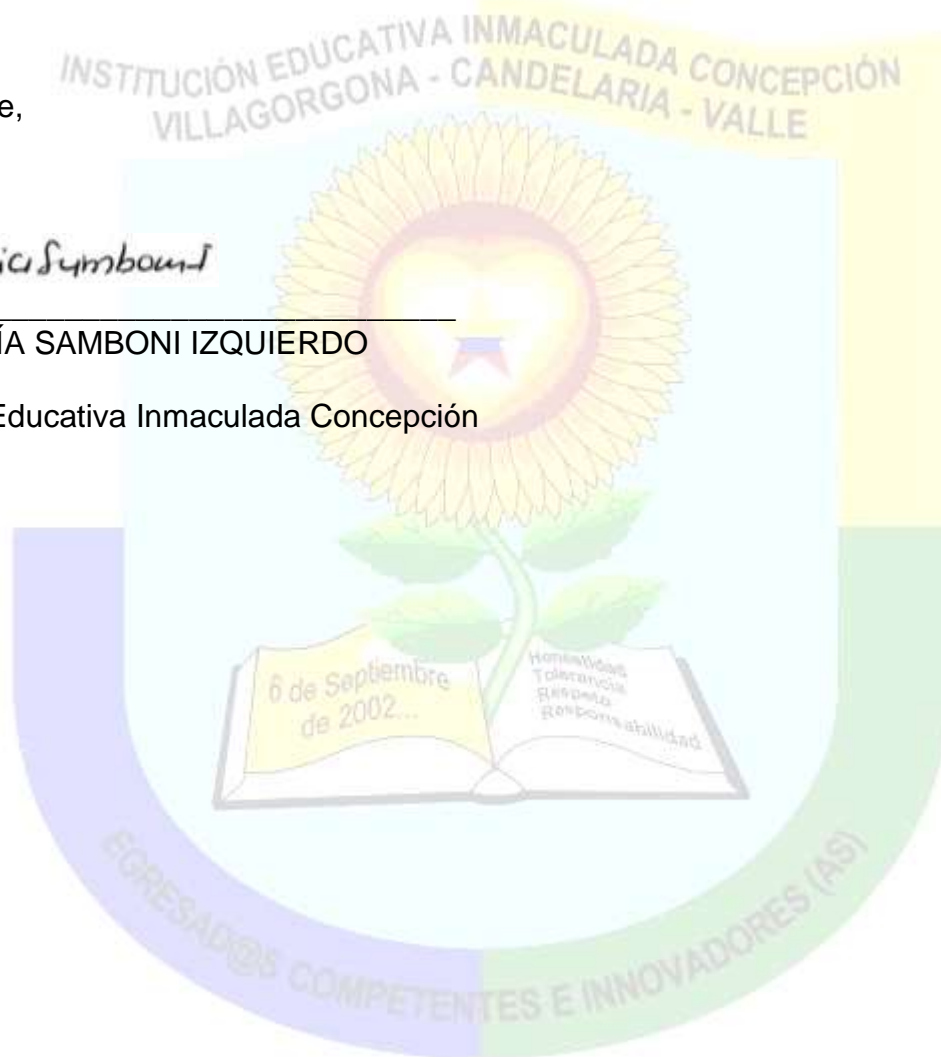 INSTITUCIÓN EDUCATIVA INMACULADA CONCEPCIÓN
VILLAGORGONA - CANDELARIA - VALLE
e,
ÍA SAMBONI IZQUIERDO
Educativa Inmaculada Concepción
6 de Septiembre
de 2002...
Honestidad
Tolerancia
Respeto
Responsabilidad
EGRESAD@S COMPETENTES E INNOVADORES (AS)